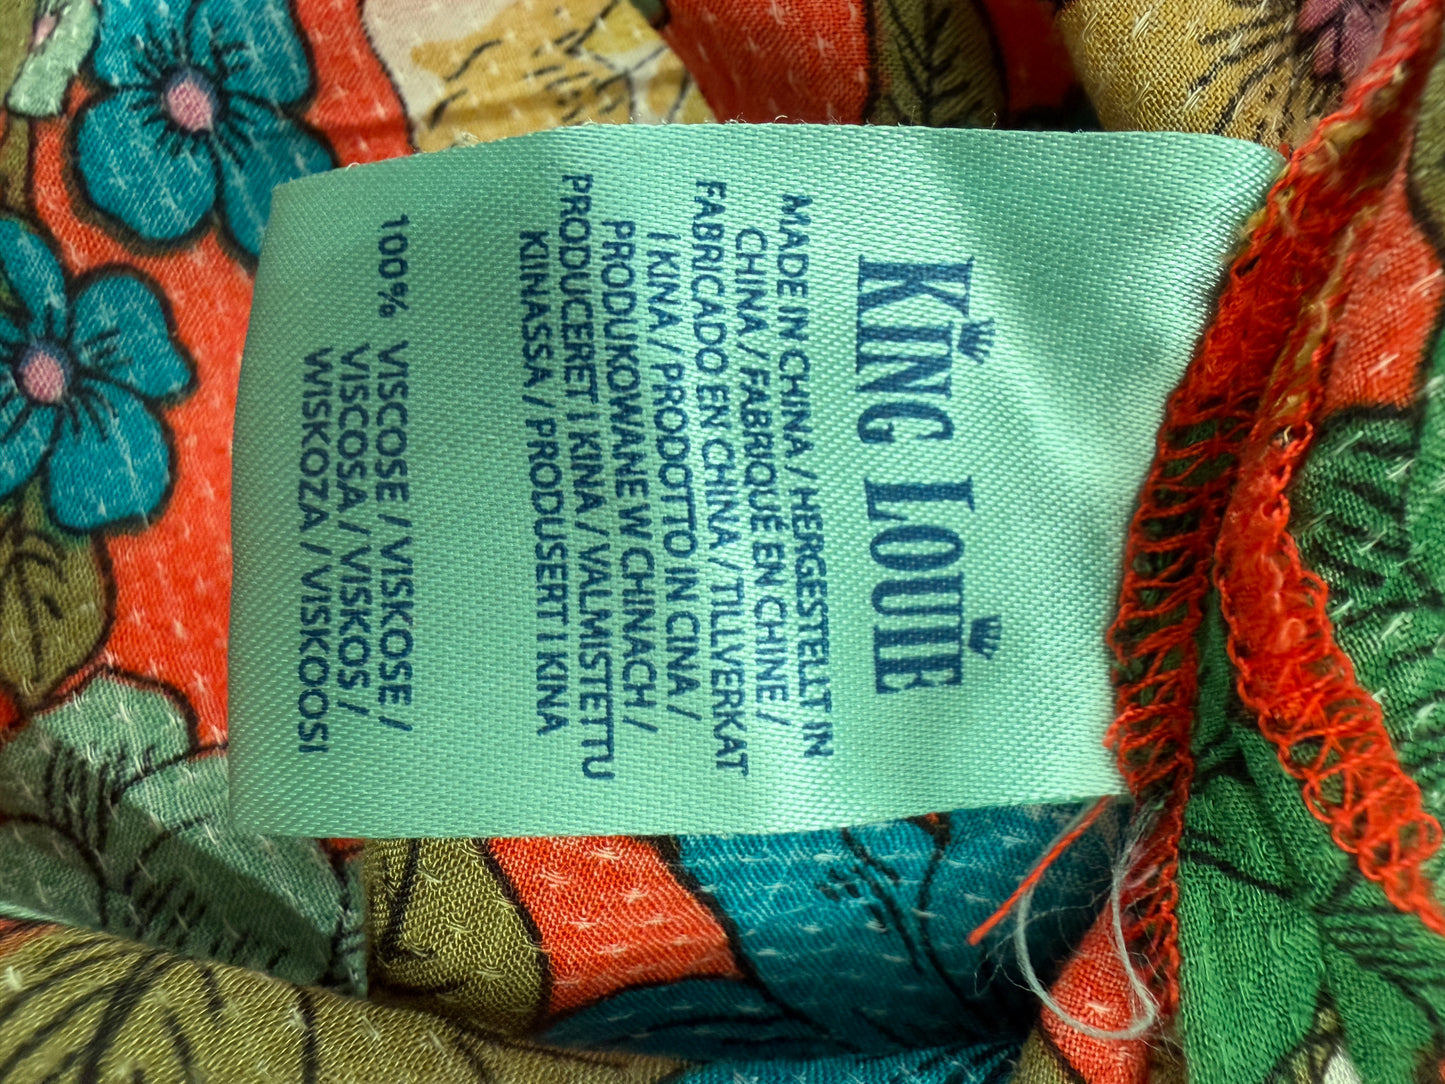 KING LOUIE
MADE IN CHINA / HERGESTELLT IN
CHINA / FABRIQUÉ EN CHINE /
FABRICADO EN CHINA / TILLVERKAT
I KINA / PRODOTTO IN CINA /
PRODUKOWANE W CHINACH /
PRODUCERET I KINA / VALMISTETTU
KIINASSA / PRODUSERT I KINA
100% VISCOSE / VISKOSE /
VISCOSA / VISKOS /
WISKOZA / VISKOOSI